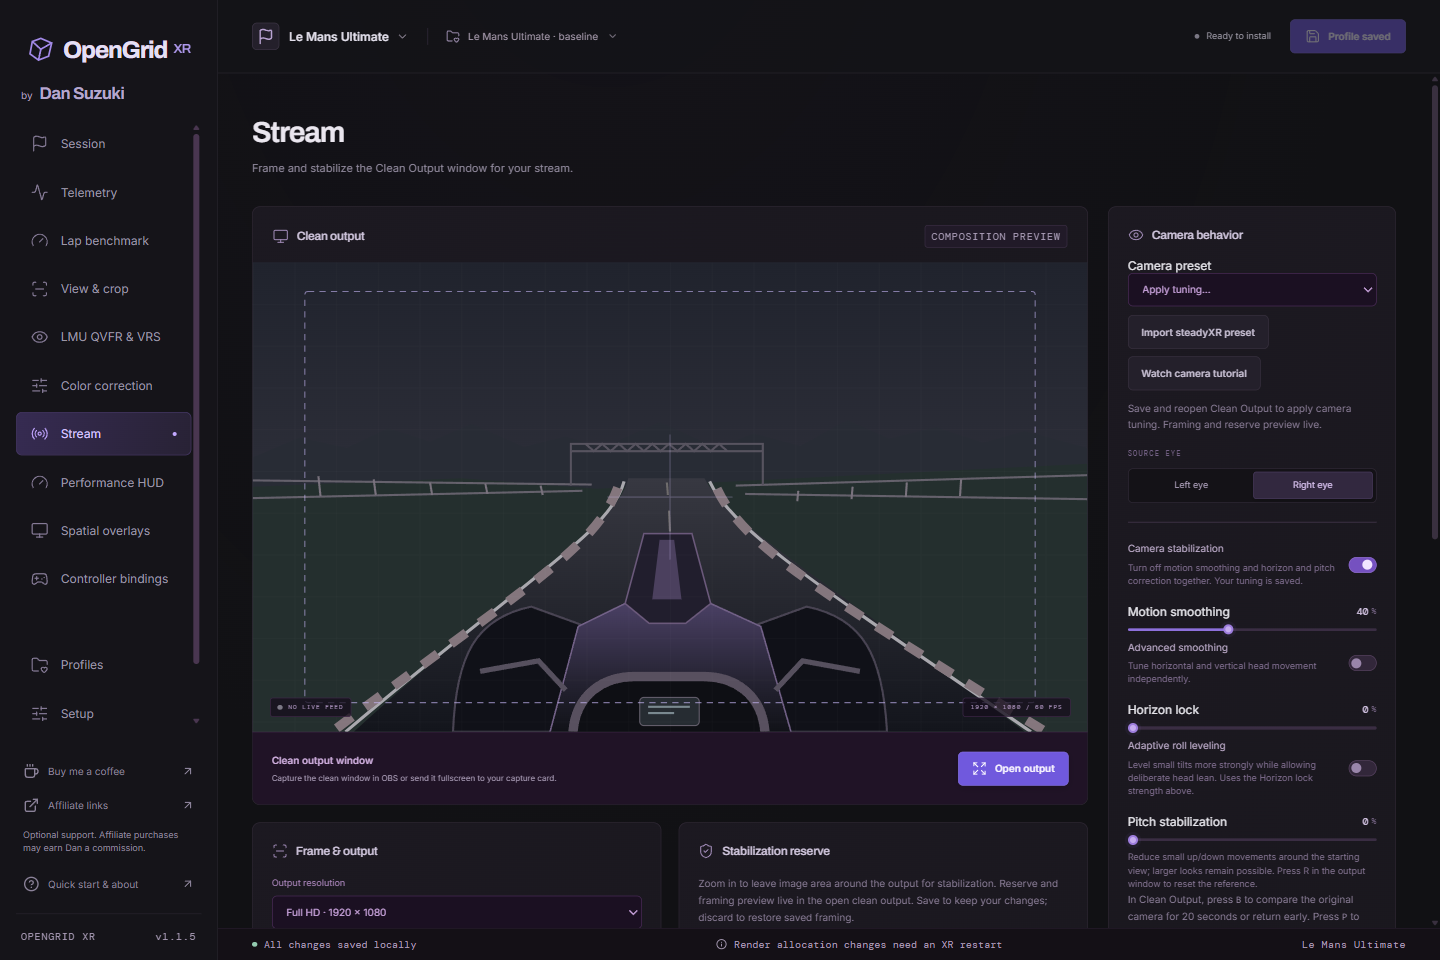 OpenGrid XR
by Dan Suzuki
Session
Telemetry
Lap benchmark
View & crop
LMU QVFR & VRS
Color correction
Stream
Performance HUD
Spatial overlays
Controller bindings
Profiles
Setup
Buy me a coffee
Affiliate links
Optional support. Affiliate purchases
may earn Dan a commission.
Quick start & about
OPENGRID XR v1.1.5
Le Mans Ultimate
Le Mans Ultimate · baseline
Ready to install
Profile saved
Stream
Frame and stabilize the Clean Output window for your stream.
Clean output
COMPOSITION PREVIEW
NO LIVE FEED
1920 × 1080 / 60 FPS
Clean output window
Capture the clean window in OBS or send it fullscreen to your capture card.
Open output
Frame & output
Output resolution
Full HD · 1920 × 1080
Stabilization reserve
Zoom in to leave image area around the output for stabilization. Reserve and
framing preview live in the open clean output. Save to keep your changes;
discard to restore saved framing.
Camera behavior
Camera preset
Apply tuning...
Import steadyXR preset
Watch camera tutorial
Save and reopen Clean Output to apply camera
tuning. Framing and reserve preview live.
SOURCE EYE
Left eye
Right eye
Camera stabilization
Turn off motion smoothing and horizon and pitch
correction together. Your tuning is saved.
Motion smoothing 40 %
Advanced smoothing
Tune horizontal and vertical head movement
independently.
Horizon lock 0 %
Adaptive roll leveling
Level small tilts more strongly while allowing
deliberate head lean. Uses the Horizon lock
strength above.
Pitch stabilization 0 %
Reduce small up/down movements around the starting
view; larger looks remain possible. Press R in the output
window to reset the reference.
In Clean Output, press B to compare the original
camera for 20 seconds or return early. Press P to
All changes saved locally
Render allocation changes need an XR restart
Le Mans Ultimate